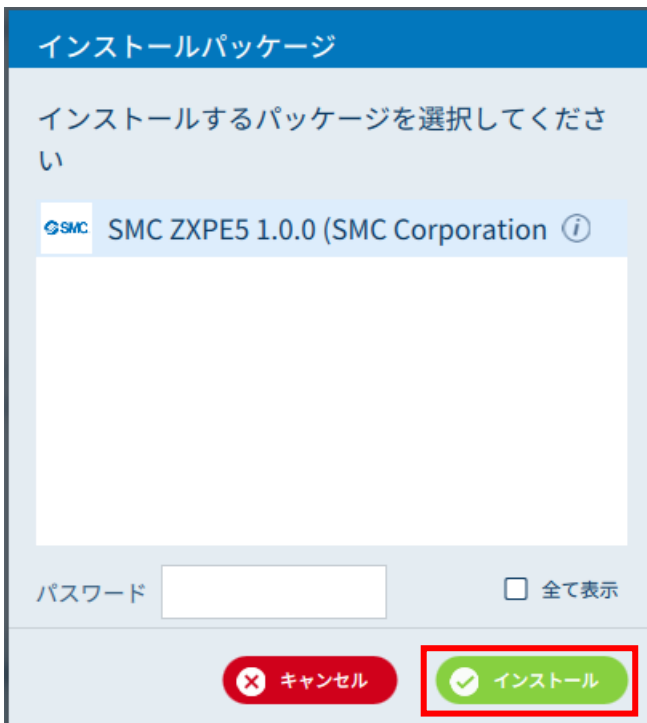 インストールパッケージ
インストールするパッケージを選択してくださ
い
SMC SMC ZXPE5 1.0.0 (SMC Corporation i
パスワード 全て表示
キャンセル インストール